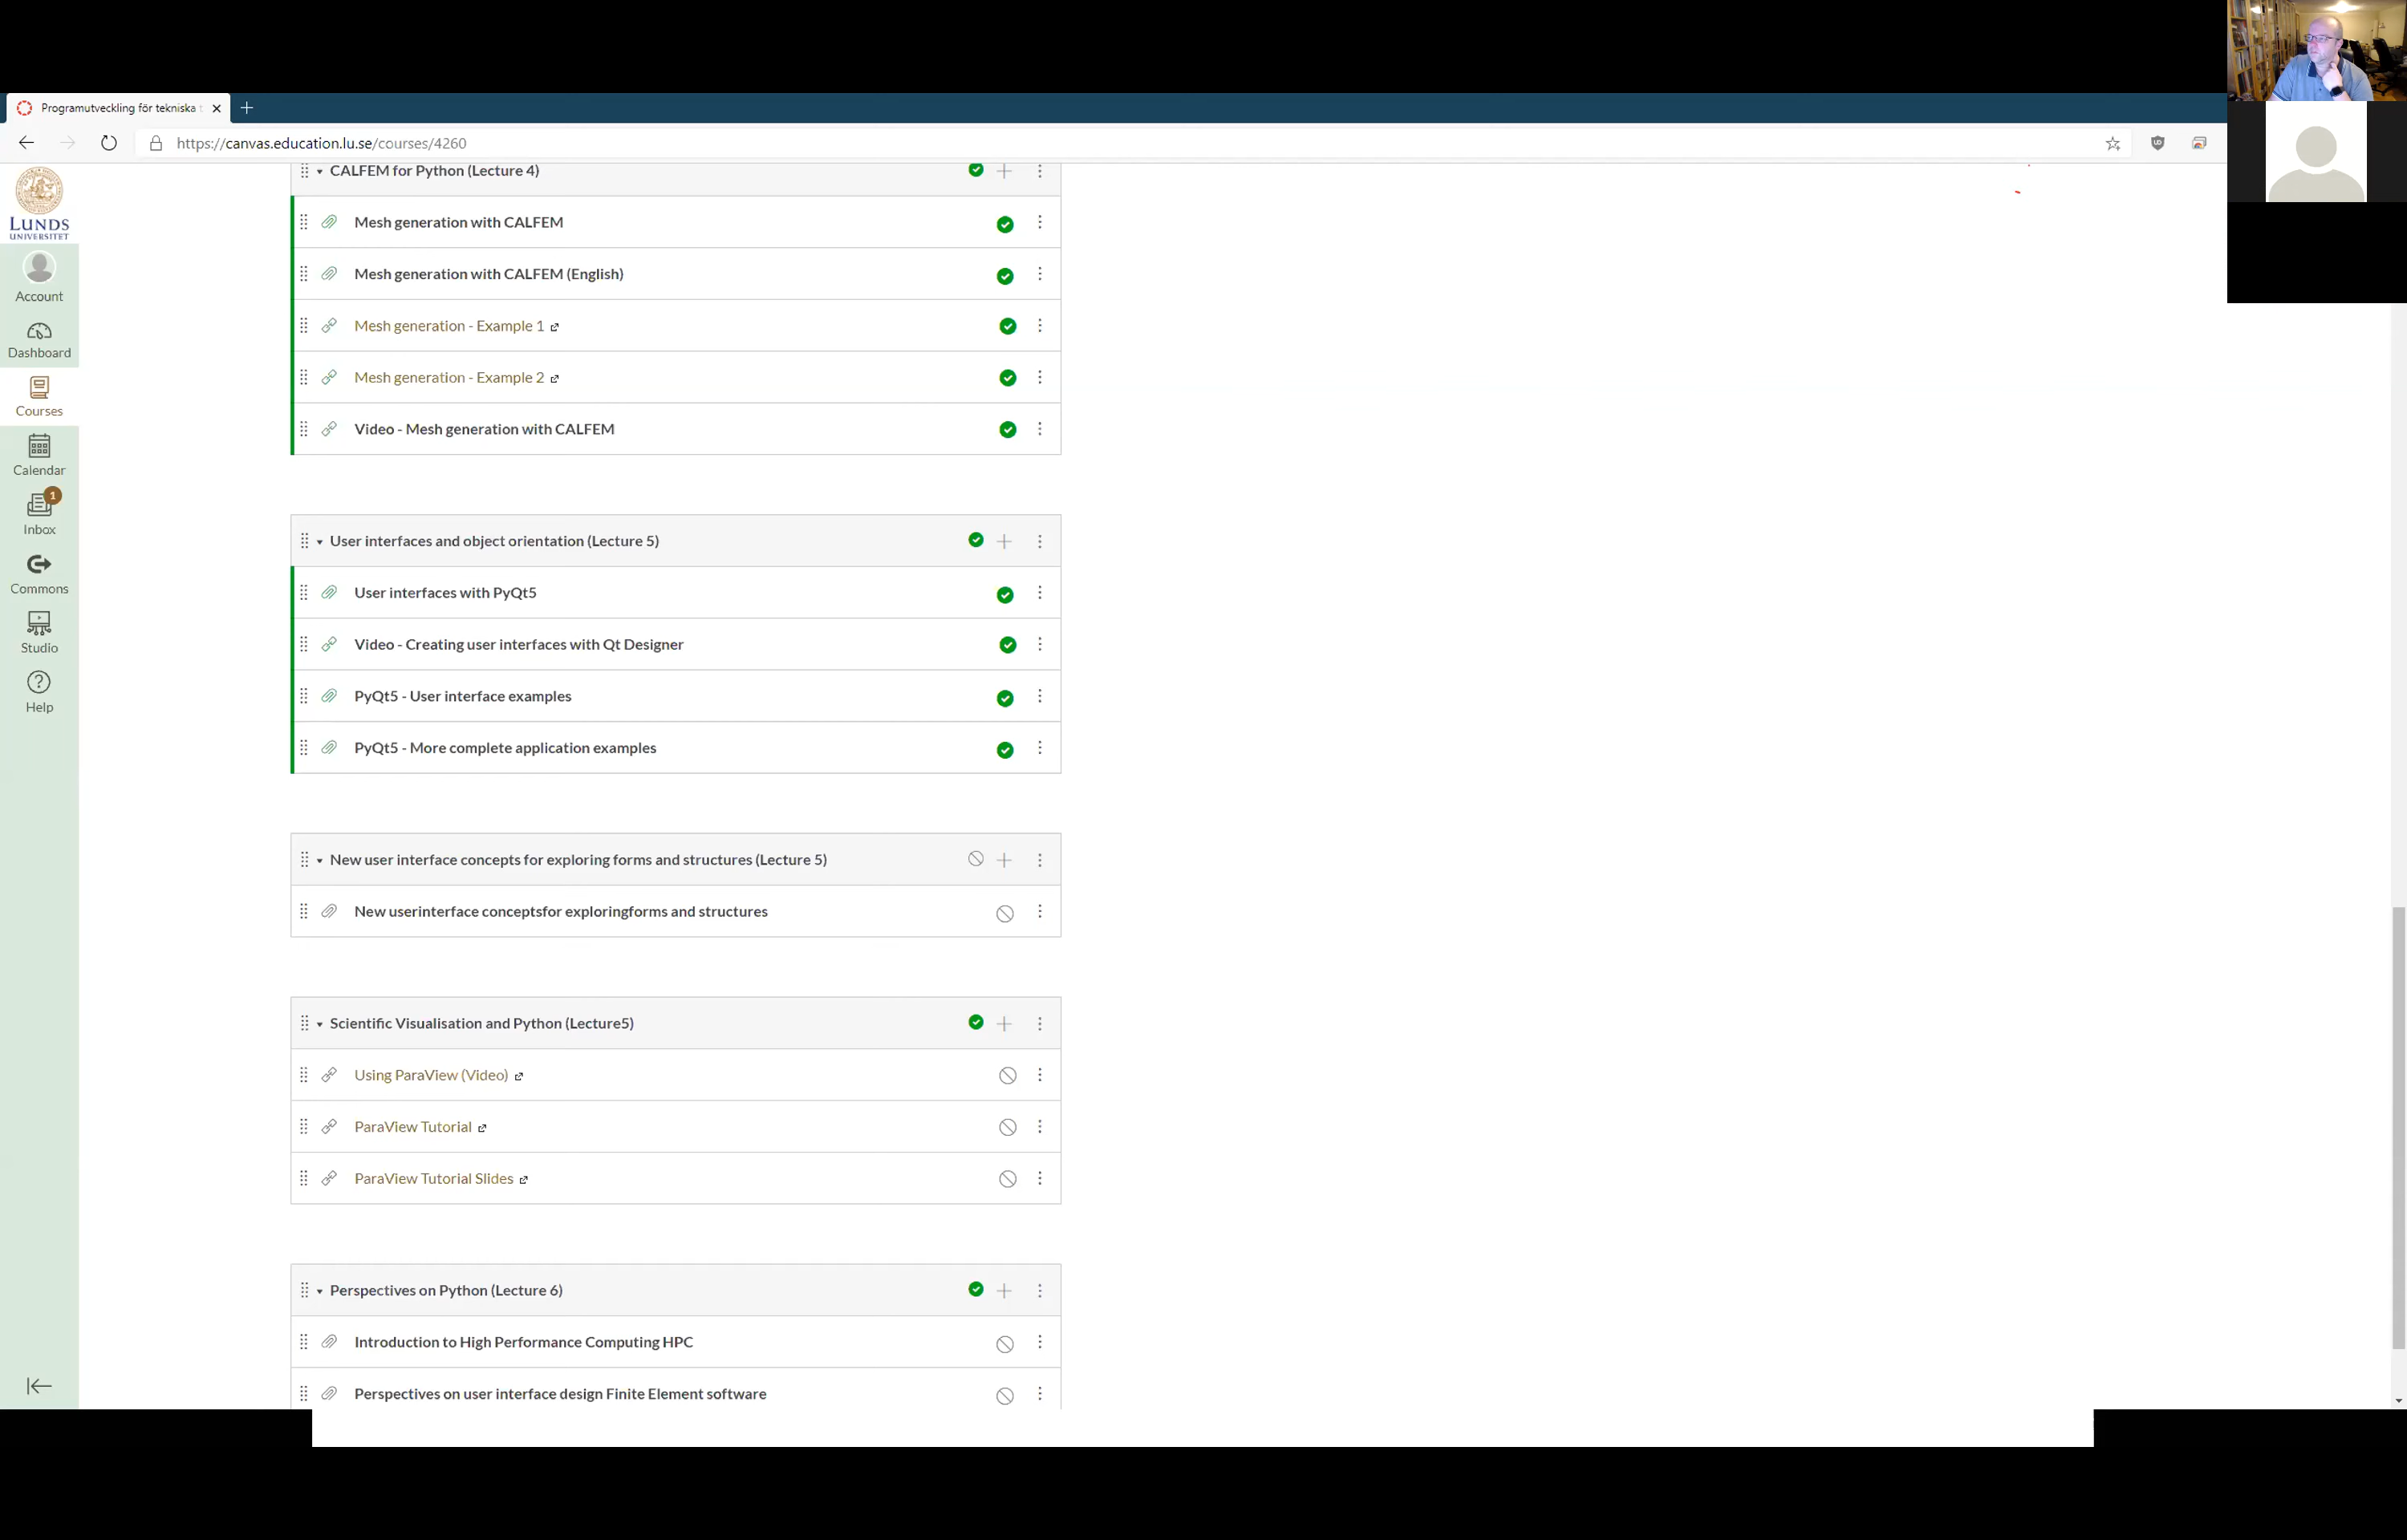 Programutveckling för tekniska
https://canvas.education.lu.se/courses/4260
LUNDS
UNIVERSITET
Account
Dashboard
Courses
Calendar
1
Inbox
Commons
Studio
Help
CALFEM for Python (Lecture 4)
Mesh generation with CALFEM
Mesh generation with CALFEM (English)
Mesh generation - Example 1
Mesh generation - Example 2
Video - Mesh generation with CALFEM
User interfaces and object orientation (Lecture 5)
User interfaces with PyQt5
Video - Creating user interfaces with Qt Designer
PyQt5 - User interface examples
PyQt5 - More complete application examples
New user interface concepts for exploring forms and structures (Lecture 5)
New userinterface conceptsfor exploringforms and structures
Scientific Visualisation and Python (Lecture5)
Using ParaView (Video)
ParaView Tutorial
ParaView Tutorial Slides
Perspectives on Python (Lecture 6)
Introduction to High Performance Computing HPC
Perspectives on user interface design Finite Element software